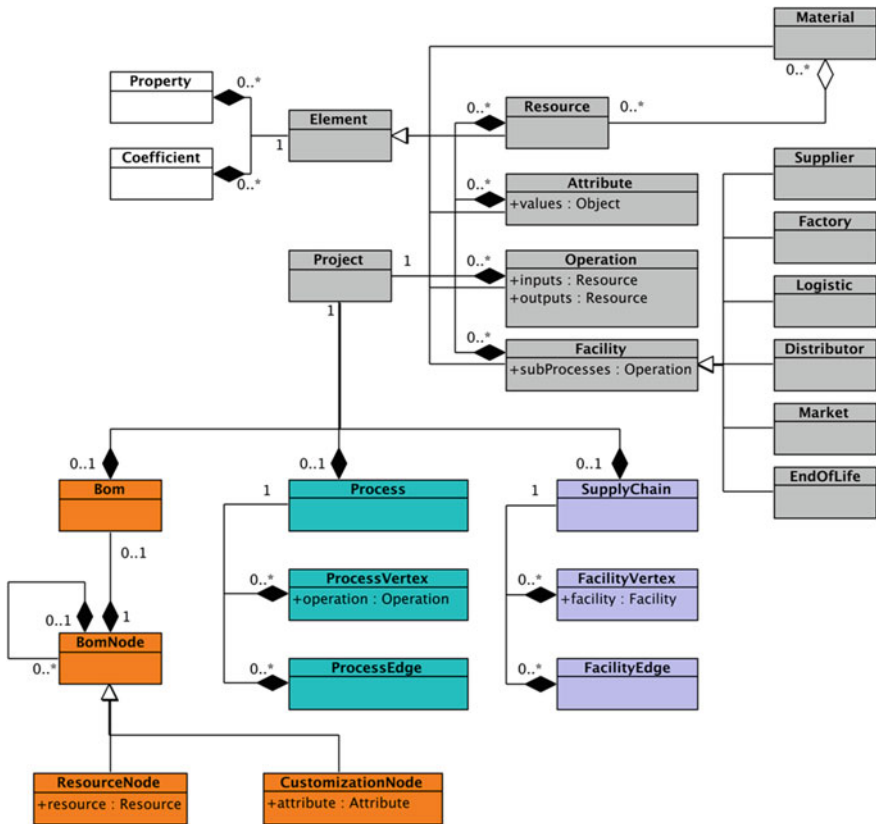 Material
0..*
Property
0..*
Element
1
Coefficient
0..*
0..*
Resource
0..*
Supplier
0..*
Attribute
+values : Object
Factory
Project
1
1
0..*
Operation
+inputs : Resource
+outputs : Resource
Logistic
0..*
Facility
+subProcesses : Operation
Distributor
Market
EndOfLife
0..1
Bom
0..1
0..1
1
Process
0..1
1
SupplyChain
0..*
ProcessVertex
+operation : Operation
0..*
FacilityVertex
+facility : Facility
0..1
1
BomNode
0..*
0..*
ProcessEdge
0..*
FacilityEdge
ResourceNode
+resource : Resource
CustomizationNode
+attribute : Attribute